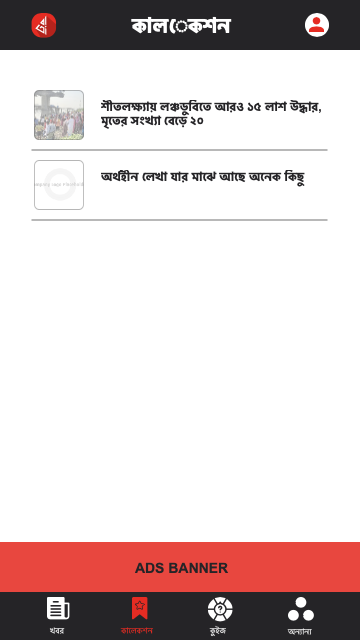 কালেকশন
শীতলক্ষ্যায় লঞ্চডুবিতে আরও ১৫ লাশ উদ্ধার,
মৃতের সংখ্যা বেড়ে ২০
অর্থহীন লেখা যার মাঝে আছে অনেক কিছু
ADS BANNER
খবর
কালেকশন
কুইজ
অন্যান্য